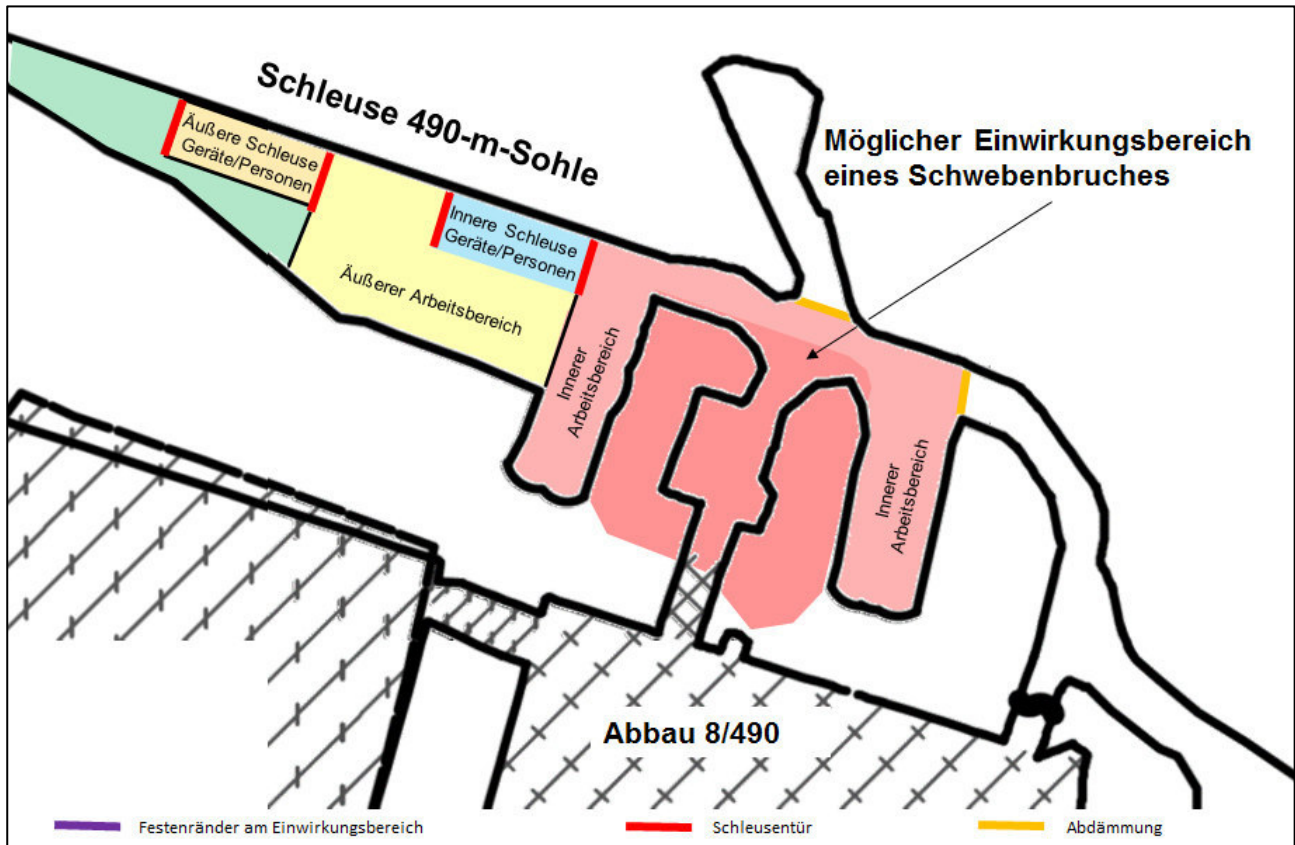 Schleuse 490-m-Sohle
Möglicher Einwirkungsbereich
eines Schwebenbruches
Äußere Schleuse
Geräte/Personen
Innere Schleuse
Geräte/Personen
Äußerer Arbeitsbereich
Innerer
Arbeitsbereich
Innerer
Arbeitsbereich
Abbau 8/490
Festenränder am Einwirkungsbereich
Schleusentür
Abdämmung